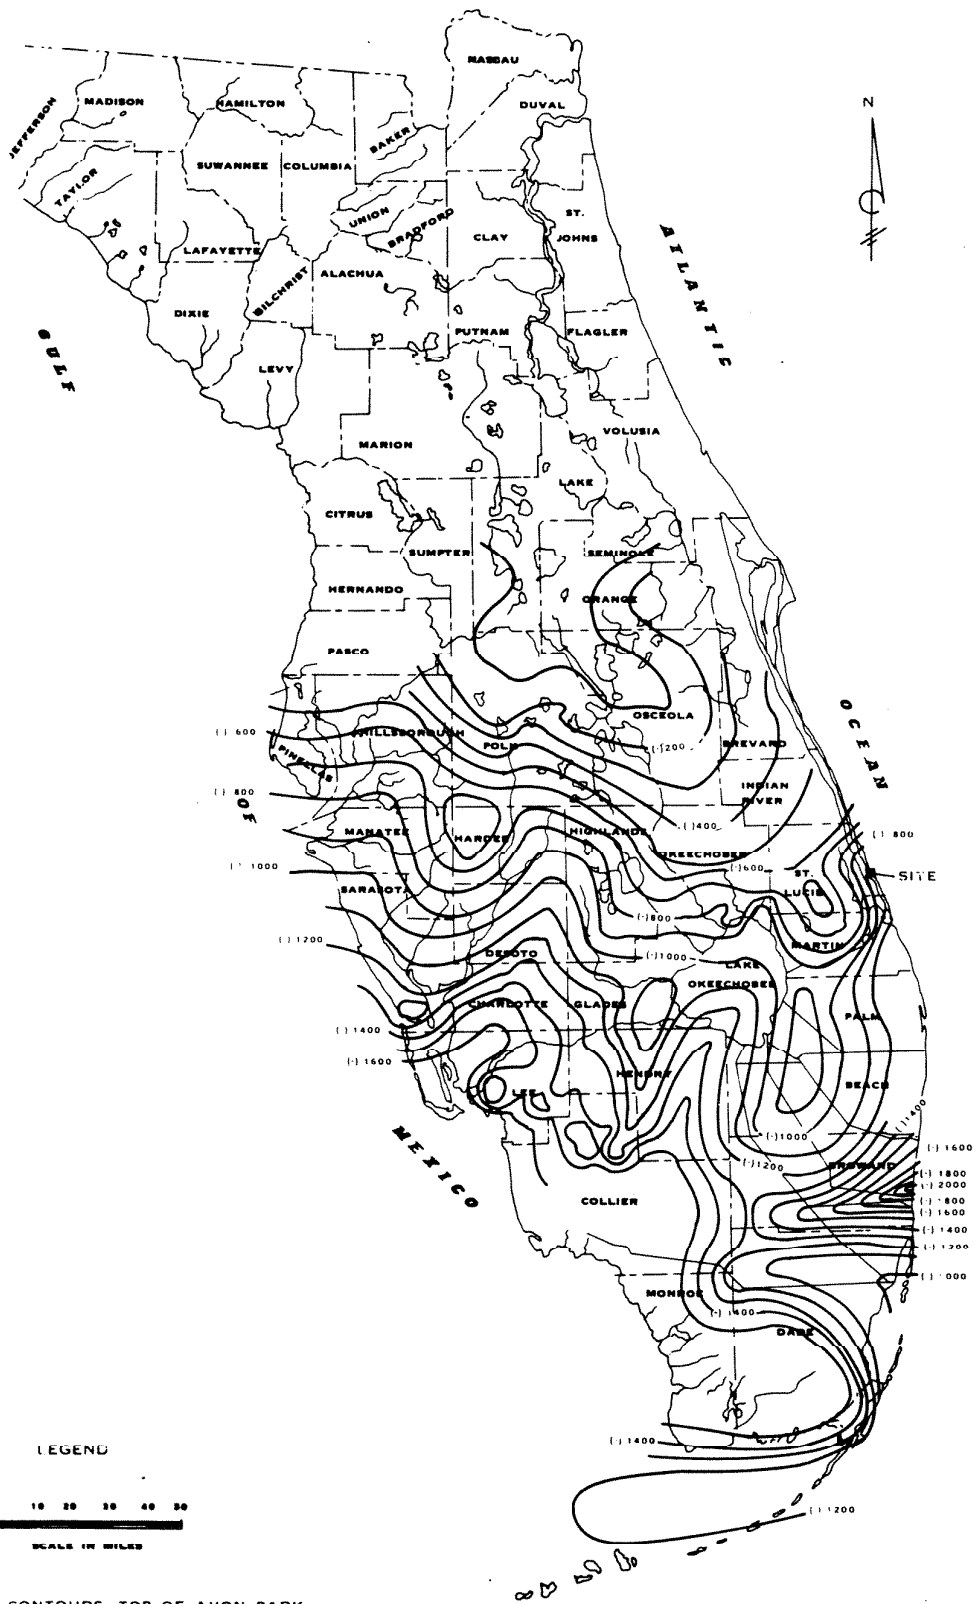 NASSAU
N
MADISON
HAMILTON
DUVAL
JEFFERSON
BAKER
SUWANNEE
COLUMBIA
TAYLOR
UNION
BRADFORD
ST.
JOHNS
CLAY
LAFAYETTE
ALACHUA
GILCHRIST
ATLANTIC
DIXIE
PUTNAM
FLAGLER
GULF
LEVY
VOLUSIA
MARION
LAKE
CITRUS
SUMPTER
SEMINOLE
HERNANDO
ORANGE
PASCO
OSCEOLA
OCEAN
(-) 600
HILLSBOROUGH
POLK
(-)200
BREVARD
PINELLAS
INDIAN
RIVER
(-) 800
OF
MANATEE
HARDEE
HIGHLANDS
(-)400
(-) 800
OKEECHOBEE
(-) 1000
(-)600
ST.
LUCIE
SITE
SARASOTA
(-)800
(-) 1200
MARTIN
DESOTO
(-)1000
LAKE
OKEECHOBEE
CHARLOTTE
GLADES
PALM
(-) 1400
(-) 1600
HENDRY
LEE
BEACH
(-)1400
MEXICO
(-)1000
(-)1200
BROWARD
(-) 1600
(-) 1800
(-) 2000
(-) 1800
(-) 1600
(-) 1400
(-) 1200
(-) 1000
COLLIER
MONROE
(-) 1400
DADE
(-) 1400
LEGEND
10 20 30 40 50
SCALE IN MILES
(-) 1200
CONTOURS, TOP OF AVON PARK